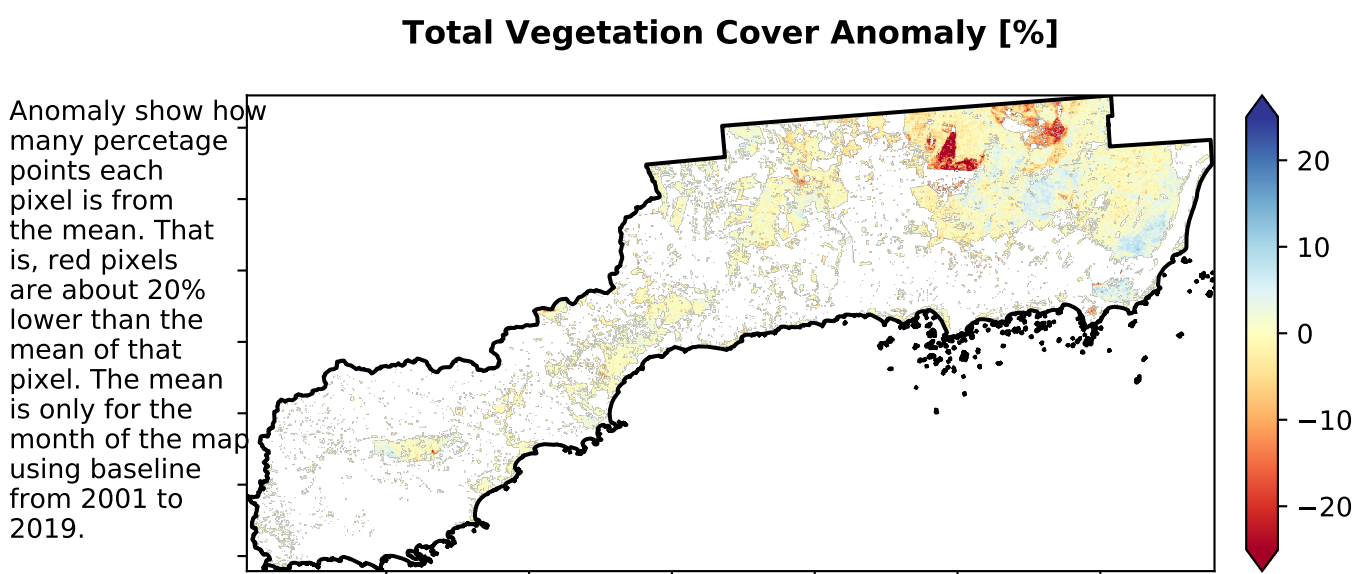 Total Vegetation Cover Anomaly [%]
Anomaly show how
many percetage
points each
pixel is from
the mean. That
is, red pixels
are about 20%
lower than the
mean of that
pixel. The mean
is only for the
month of the map
using baseline
from 2001 to
2019.
20
10
0
−10
−20